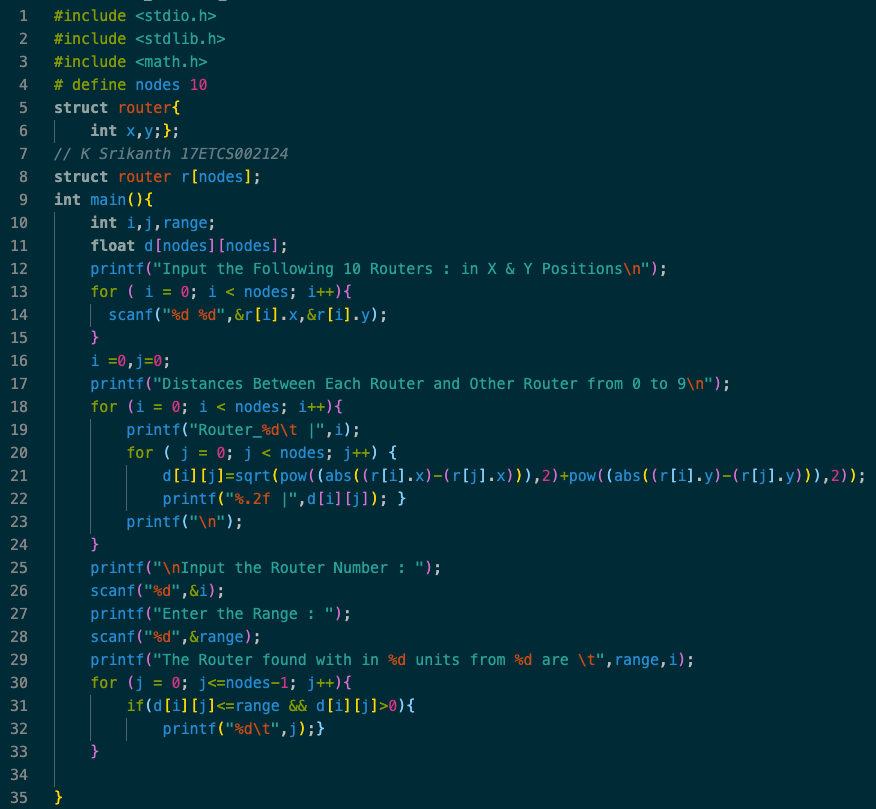 1 #include <stdio.h>
2 #include <stdlib.h>
3 #include <math.h>
4 # define nodes 10
5 struct router{
6     int x,y;};
7 // K Srikanth 17ETCS002124
8 struct router r[nodes];
9 int main(){
10     int i,j,range;
11     float d[nodes][nodes];
12     printf("Input the Following 10 Routers : in X & Y Positions\n");
13     for ( i = 0; i < nodes; i++){
14       scanf("%d %d",&r[i].x,&r[i].y);
15     }
16     i =0,j=0;
17     printf("Distances Between Each Router and Other Router from 0 to 9\n");
18     for (i = 0; i < nodes; i++){
19         printf("Router_%d\t |",i);
20         for ( j = 0; j < nodes; j++) {
21             d[i][j]=sqrt(pow((abs((r[i].x)-(r[j].x))),2)+pow((abs((r[i].y)-(r[j].y))),2));
22             printf("%.2f |",d[i][j]); }
23         printf("\n");
24     }
25     printf("\nInput the Router Number : ");
26     scanf("%d",&i);
27     printf("Enter the Range : ");
28     scanf("%d",&range);
29     printf("The Router found with in %d units from %d are \t",range,i);
30     for (j = 0; j<=nodes-1; j++){
31         if(d[i][j]<=range && d[i][j]>0){
32             printf("%d\t",j);}
33     }
34
35 }